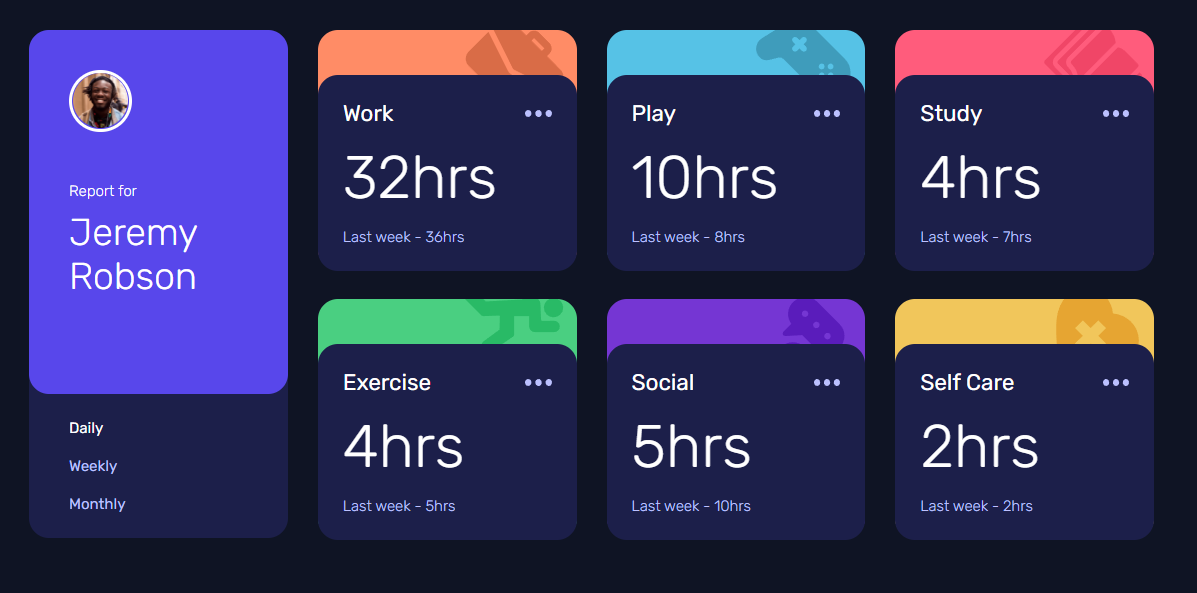 Report for
Jeremy
Robson
Daily
Weekly
Monthly
Work
32hrs
Last week - 36hrs
Play
10hrs
Last week - 8hrs
Study
4hrs
Last week - 7hrs
Exercise
4hrs
Last week - 5hrs
Social
5hrs
Last week - 10hrs
Self Care
2hrs
Last week - 2hrs